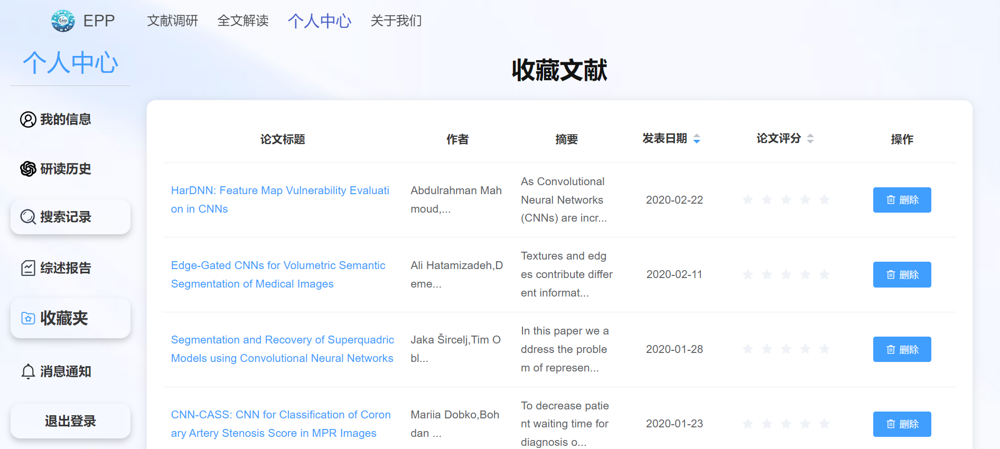 EPP 文献调研 全文解读 个人中心 关于我们
个人中心
我的信息
研读历史
搜索记录
综述报告
收藏夹
消息通知
退出登录
收藏文献
论文标题 作者 摘要 发表日期 论文评分 操作
HarDNN: Feature Map Vulnerability Evaluati
on in CNNs
Abdulrahman Mah
moud,...
As Convolutional
Neural Networks
(CNNs) are incr...
2020-02-22
删除
Edge-Gated CNNs for Volumetric Semantic
Segmentation of Medical Images
Ali Hatamizadeh,D
eme...
Textures and edg
es contribute differ
ent informat...
2020-02-11
删除
Segmentation and Recovery of Superquadric
Models using Convolutional Neural Networks
Jaka Šircelj,Tim O
bl...
In this paper we a
ddress the proble
m of represen...
2020-01-28
删除
CNN-CASS: CNN for Classification of Coron
ary Artery Stenosis Score in MPR Images
Mariia Dobko,Boh
dan ...
To decrease patie
nt waiting time for
diagnosis o...
2020-01-23
删除